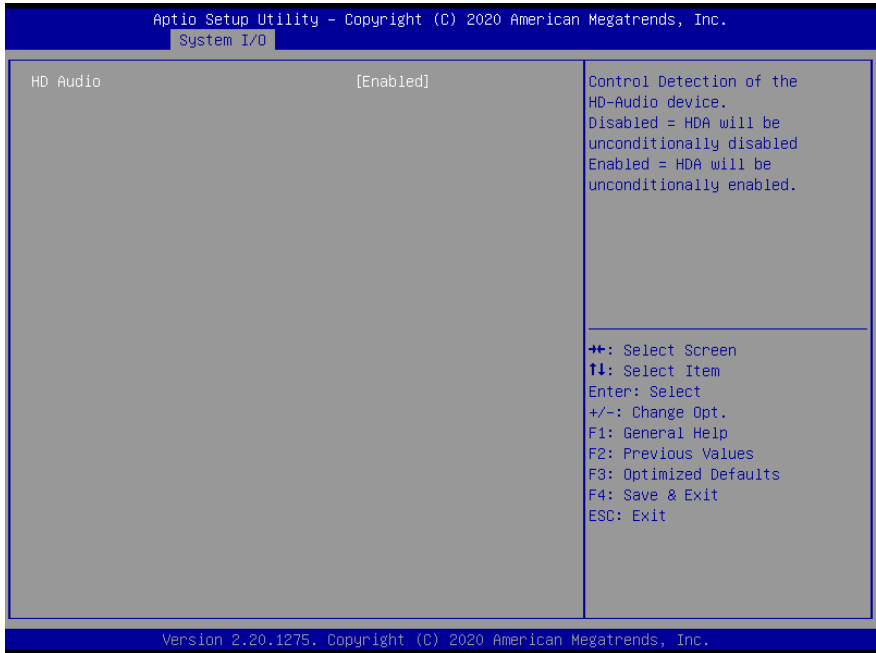 Aptio Setup Utility – Copyright (C) 2020 American Megatrends, Inc.
System I/O
HD Audio [Enabled]
Control Detection of the
HD-Audio device.
Disabled = HDA will be
unconditionally disabled
Enabled = HDA will be
unconditionally enabled.
→←: Select Screen
↑↓: Select Item
Enter: Select
+/-: Change Opt.
F1: General Help
F2: Previous Values
F3: Optimized Defaults
F4: Save & Exit
ESC: Exit
Version 2.20.1275. Copyright (C) 2020 American Megatrends, Inc.